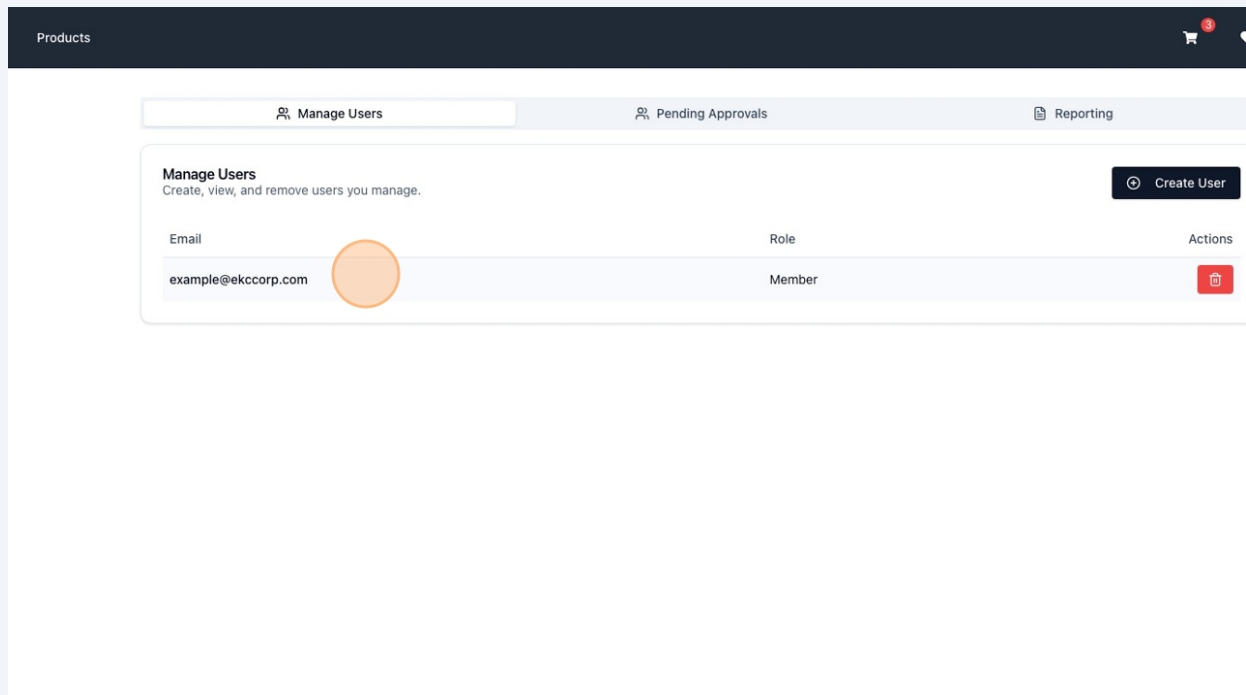 Products
3
Manage Users
Pending Approvals
Reporting
Manage Users
Create, view, and remove users you manage.
Create User
Email
Role
Actions
example@ekccorp.com
Member